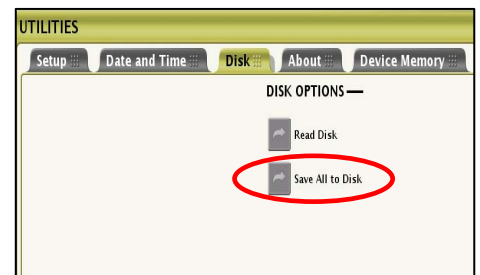 UTILITIES
Setup Date and Time Disk About Device Memory
DISK OPTIONS —
Read Disk
Save All to Disk